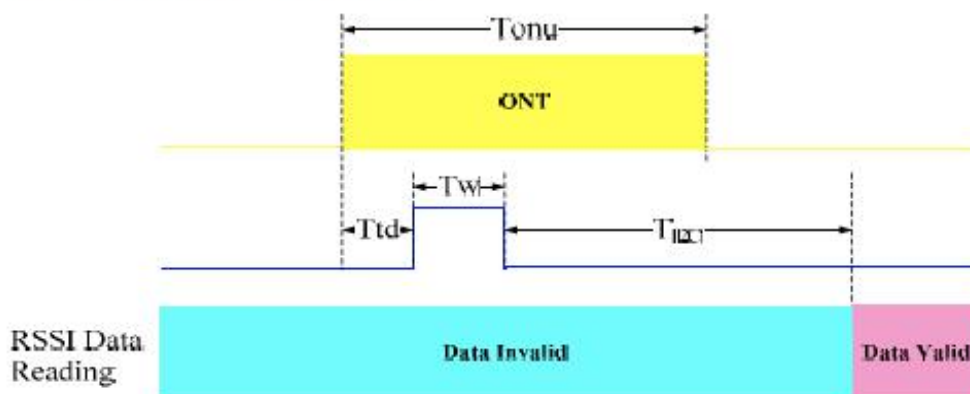 Tonu
ONT
Tw
Ttd
T
RSSI Data
Reading
Data Invalid
Data Valid